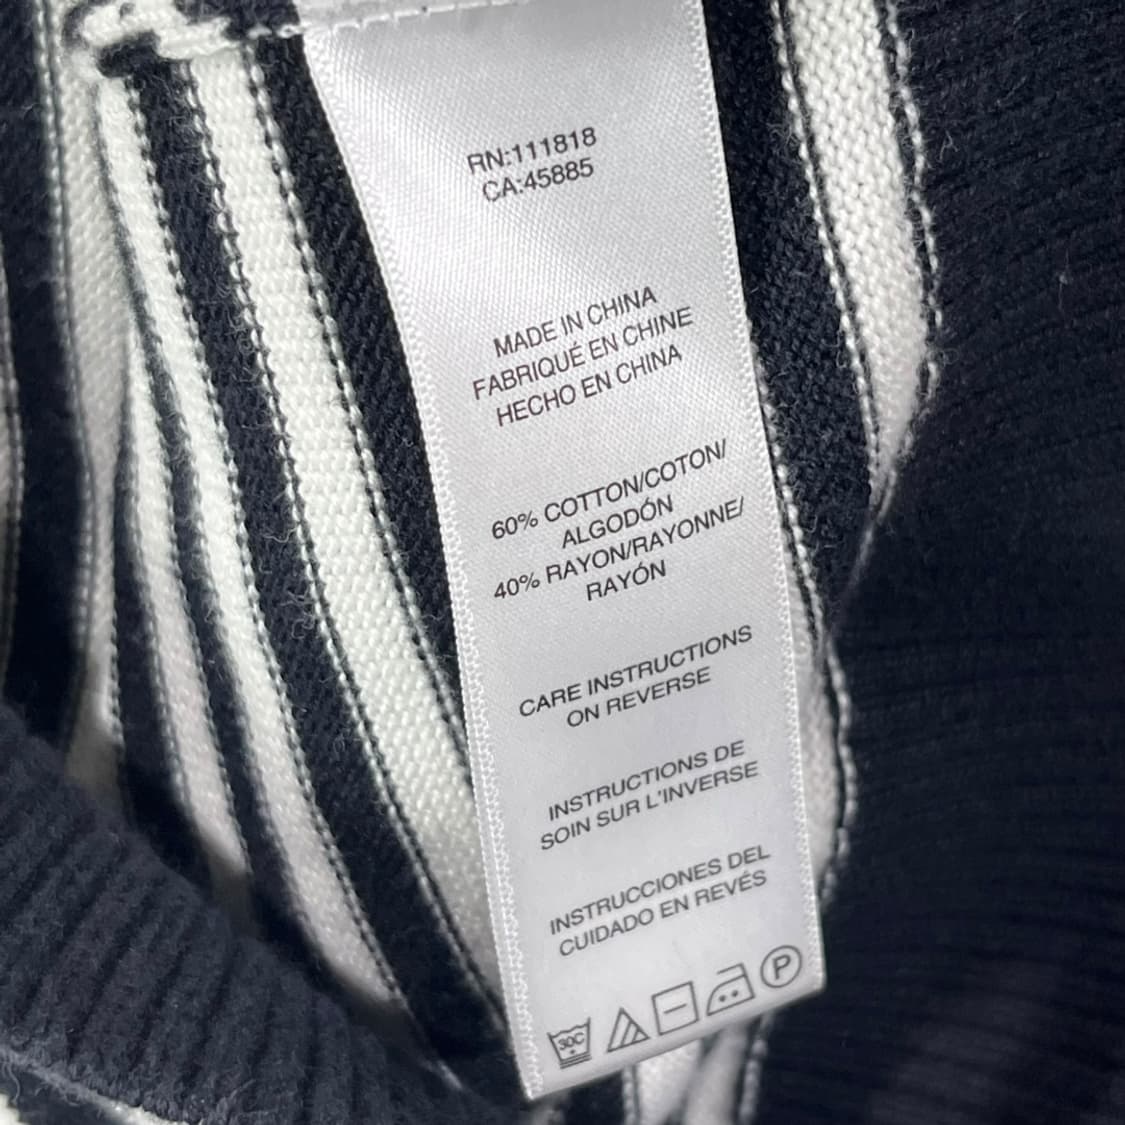 RN:111818
CA:45885
MADE IN CHINA
FABRIQUÉ EN CHINE
HECHO EN CHINA
60% COTTON/COTON/
ALGODÓN
40% RAYON/RAYONNE/
RAYÓN
CARE INSTRUCTIONS
ON REVERSE
INSTRUCTIONS DE
SOIN SUR L'INVERSE
INSTRUCCIONES DEL
CUIDADO EN REVÉS
30C P